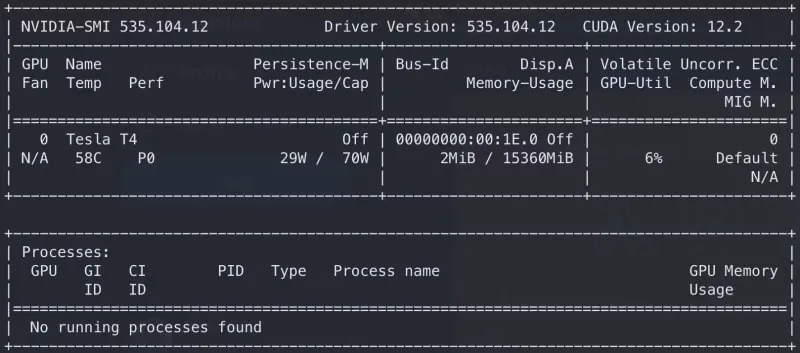 NVIDIA-SMI 535.104.12 Driver Version: 535.104.12 CUDA Version: 12.2
GPU Name Persistence-M | Bus-Id Disp.A | Volatile Uncorr. ECC
Fan Temp Perf Pwr:Usage/Cap | Memory-Usage | GPU-Util Compute M.
MIG M.
0 Tesla T4 Off | 00000000:00:1E.0 Off | 0
N/A 58C P0 29W / 70W | 2MiB / 15360MiB | 6% Default
N/A
Processes:
GPU GI CI PID Type Process name GPU Memory
ID ID Usage
No running processes found